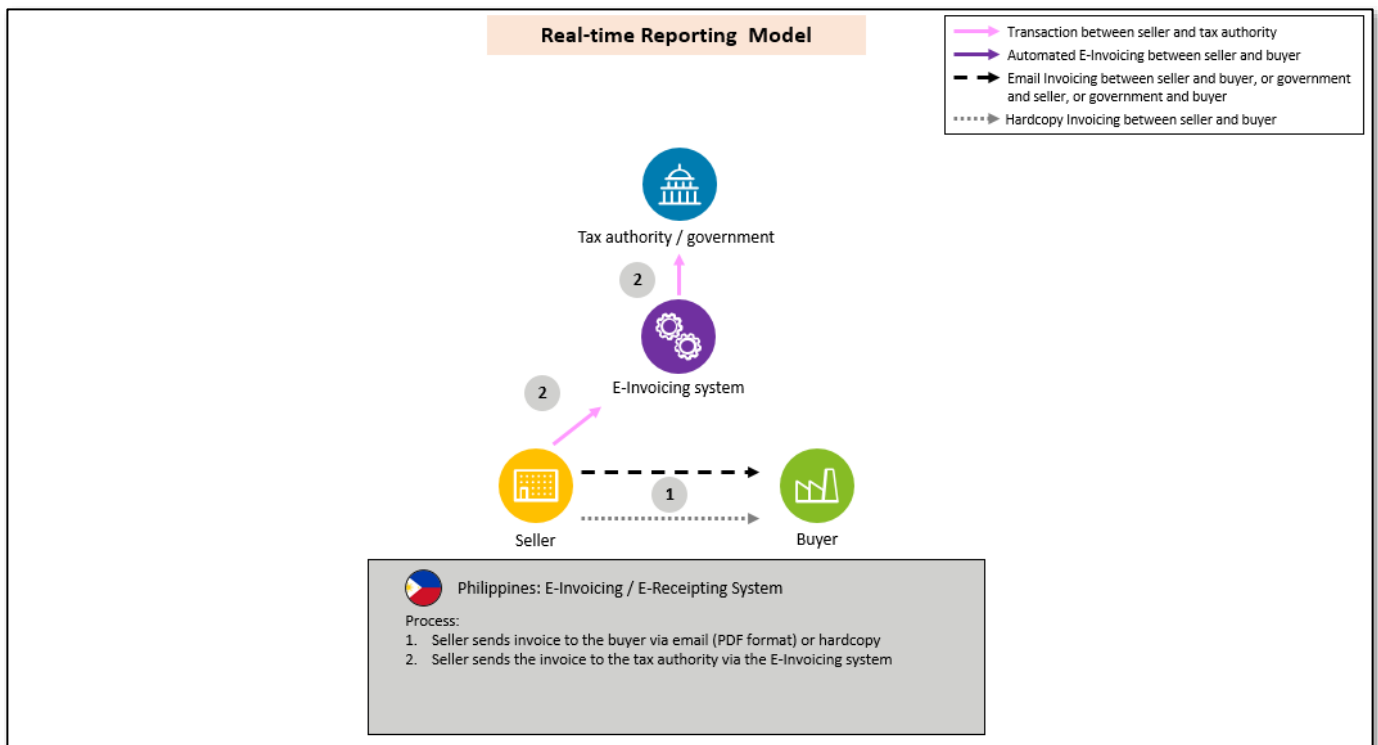 Real-time Reporting Model
Transaction between seller and tax authority
Automated E-Invoicing between seller and buyer
Email Invoicing between seller and buyer, or government
and seller, or government and buyer
Hardcopy Invoicing between seller and buyer
Tax authority / government
2
E-Invoicing system
2
1
Seller
Buyer
Philippines: E-Invoicing / E-Receipting System
Process:
1. Seller sends invoice to the buyer via email (PDF format) or hardcopy
2. Seller sends the invoice to the tax authority via the E-Invoicing system